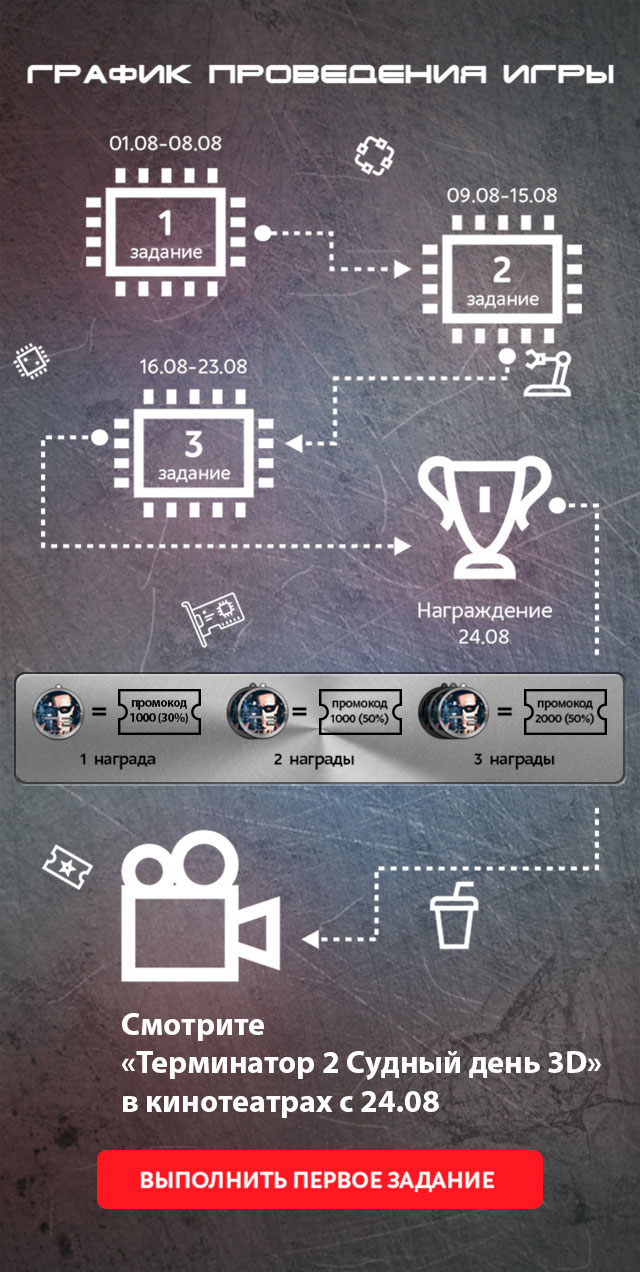 ГРАФИК ПРОВЕДЕНИЯ ИГРЫ
01.08-08.08
1
задание
09.08-15.08
2
задание
16.08-23.08
3
задание
1
Награждение
24.08
=
промокод
1000 (30%)
1 награда
=
промокод
1000 (50%)
2 награды
=
промокод
2000 (50%)
3 награды
Смотрите
«Терминатор 2 Судный день 3D»
в кинотеатрах с 24.08
ВЫПОЛНИТЬ ПЕРВОЕ ЗАДАНИЕ